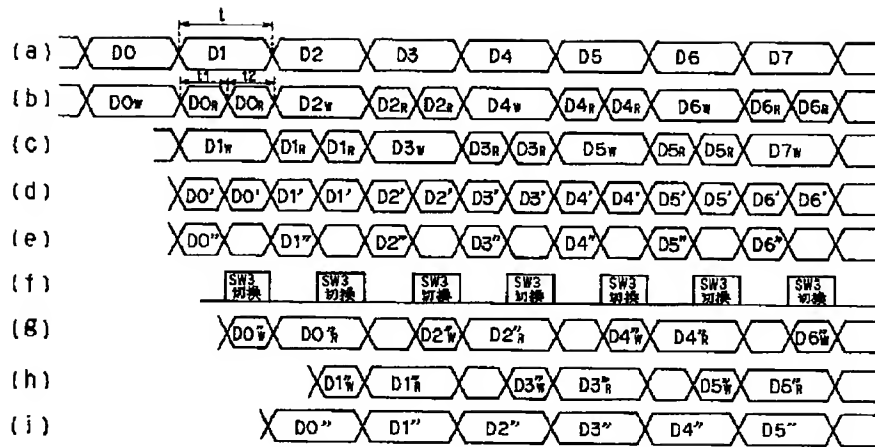 t
(a) D0 D1 D2 D3 D4 D5 D6 D7
t1 t2
(b) D0w D0R D0R D2w D2R D2R D4w D4R D4R D6w D6R D6R
(c) D1w D1R D1R D3w D3R D3R D5w D5R D5R D7w
(d) D0' D0' D1' D1' D2' D2' D3' D3' D4' D4' D5' D5' D6' D6'
(e) D0" D1" D2" D3" D4" D5" D6"
(f) SW3 SW3 SW3 SW3 SW3 SW3 SW3
切換 切換 切換 切換 切換 切換 切換
(g) D0"w D0"R D2"w D2"R D4"w D4"R D6"w
(h) D1"w D1"R D3"w D3"R D5"w D5"R
(i) D0" D1" D2" D3" D4" D5"